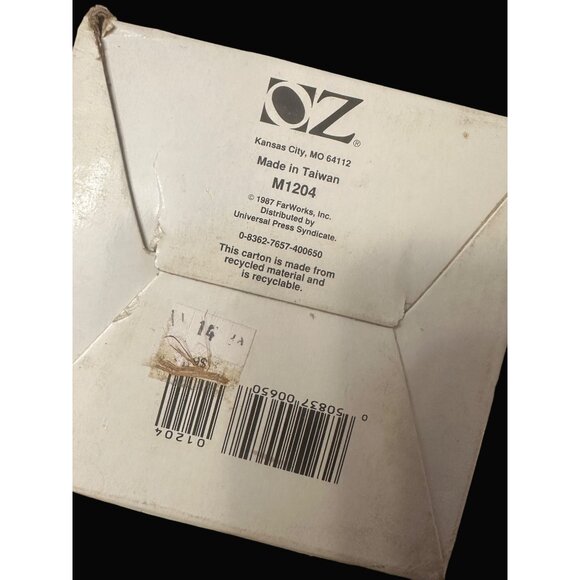 OZ®
Kansas City, MO 64112
Made in Taiwan
M1204
© 1987 FarWorks, Inc.
Distributed by
Universal Press Syndicate.
0-8362-7657-400650
This carton is made from
recycled material and
is recyclable.
14
0 50837 00650
01204